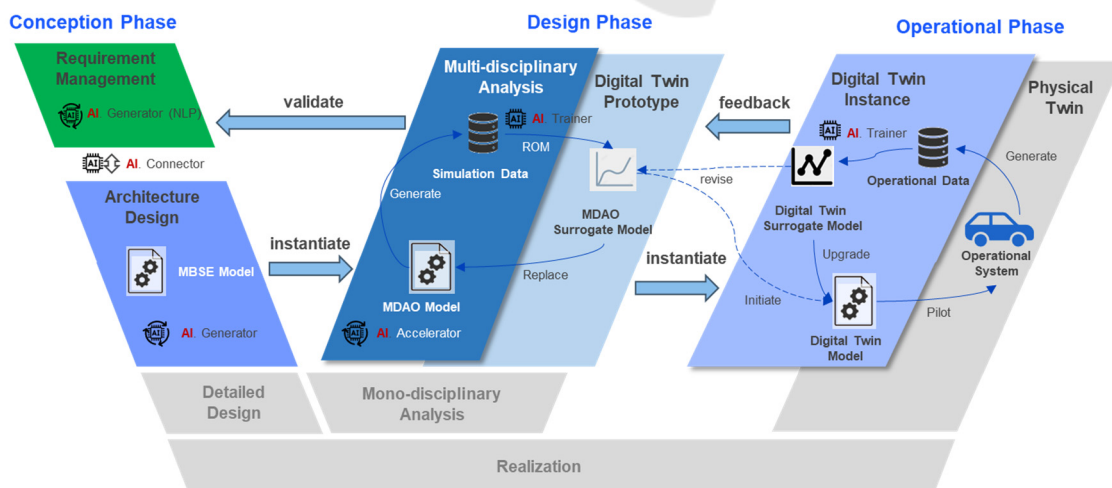 Conception Phase
Design Phase
Operational Phase
Requirement
Management
AI. Generator (NLP)
AI. Connector
Architecture
Design
MBSE Model
AI. Generator
validate
instantiate
Multi-disciplinary
Analysis
AI. Trainer
ROM
Simulation Data
Generate
MDAO Model
AI. Accelerator
Digital Twin
Prototype
MDAO
Surrogate Model
Replace
feedback
revise
instantiate
Initiate
Digital Twin
Instance
AI. Trainer
Operational Data
Digital Twin
Surrogate Model
Upgrade
Digital Twin
Model
Pilot
Physical
Twin
Generate
Operational
System
Detailed
Design
Mono-disciplinary
Analysis
Realization